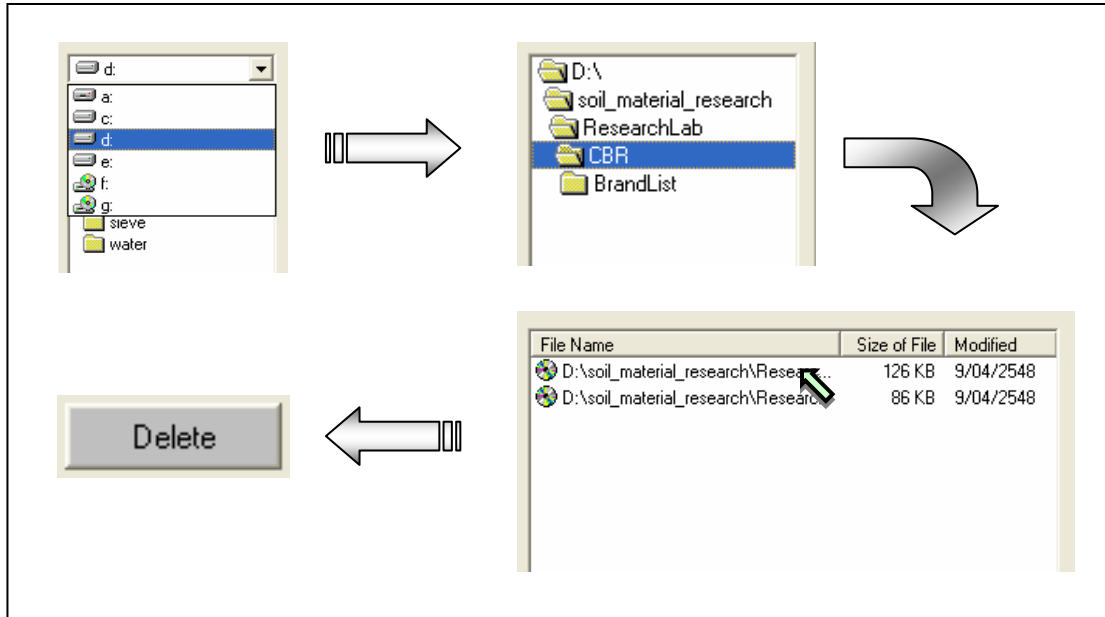 d:
a:
c:
d:
e:
f:
g:
sieve
water
D:\
soil_material_research
ResearchLab
CBR
BrandList
File Name Size of File Modified
D:\soil_material_research\Researc... 126 KB 9/04/2548
D:\soil_material_research\Researc 86 KB 9/04/2548
Delete